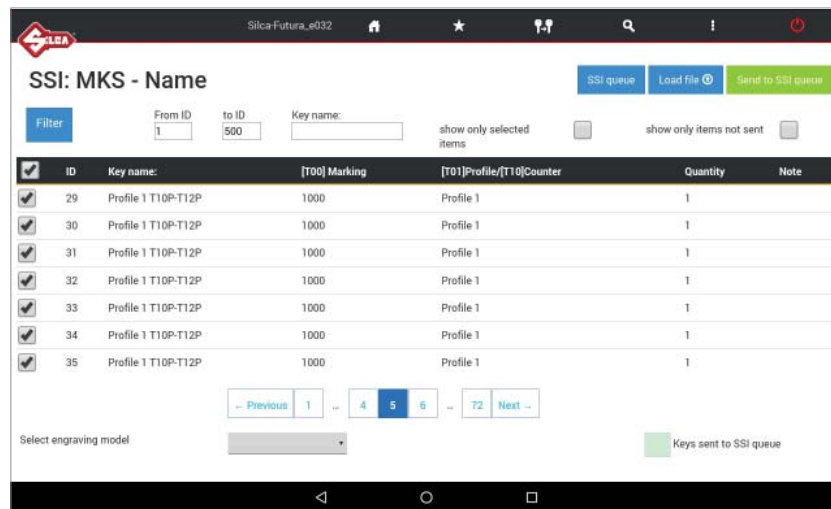 SILCA
Silca-Futura_e032
SSI: MKS - Name
SSI queue
Load file
Send to SSI queue
Filter
From ID
1
to ID
500
Key name:
show only selected
items
show only items not sent
ID Key name: [T00] Marking [T01]Profile/[T10]Counter Quantity Note
29 Profile 1 T10P-T12P 1000 Profile 1 1
30 Profile 1 T10P-T12P 1000 Profile 1 1
31 Profile 1 T10P-T12P 1000 Profile 1 1
32 Profile 1 T10P-T12P 1000 Profile 1 1
33 Profile 1 T10P-T12P 1000 Profile 1 1
34 Profile 1 T10P-T12P 1000 Profile 1 1
35 Profile 1 T10P-T12P 1000 Profile 1 1
← Previous 1 ... 4 5 6 ... 72 Next →
Select engraving model
Keys sent to SSI queue